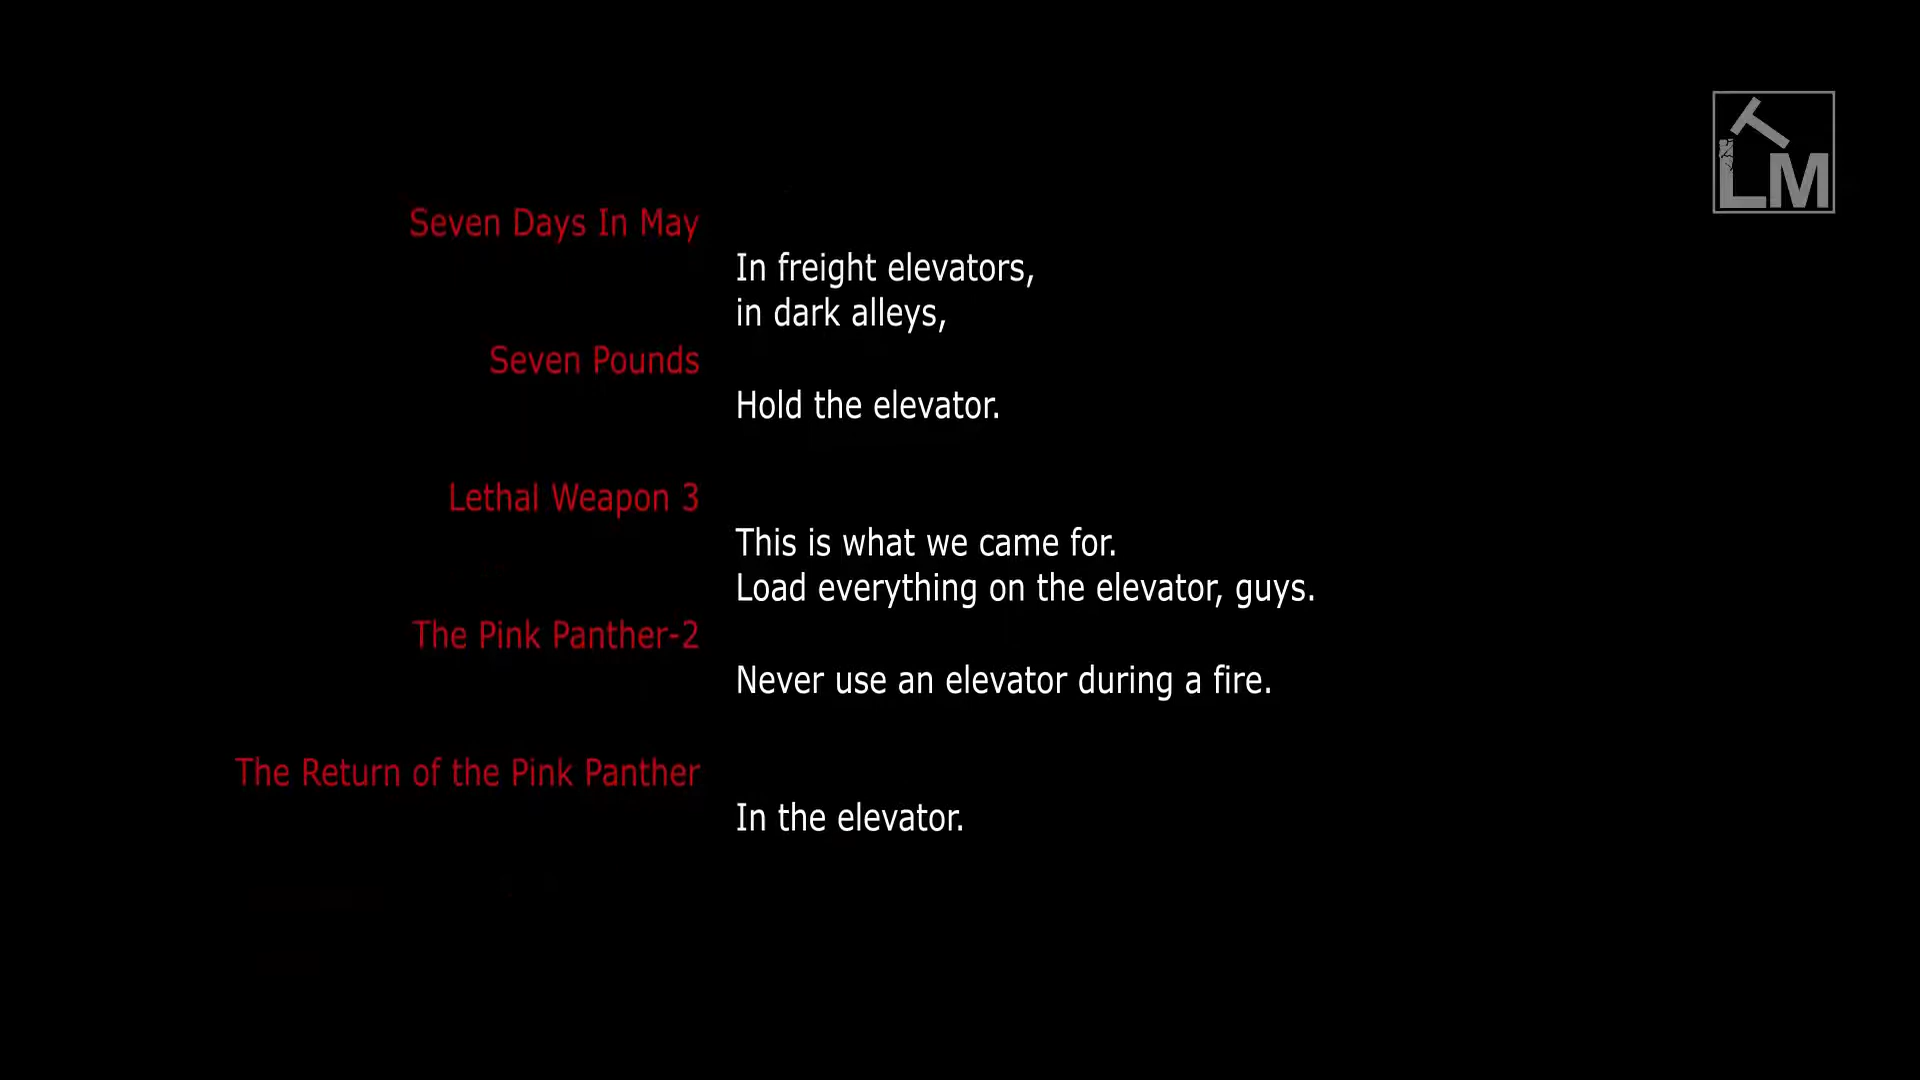 Seven Days In May
In freight elevators,
in dark alleys,
Seven Pounds
Hold the elevator.
Lethal Weapon 3
This is what we came for.
Load everything on the elevator, guys.
The Pink Panther-2
Never use an elevator during a fire.
The Return of the Pink Panther
In the elevator.
TLM